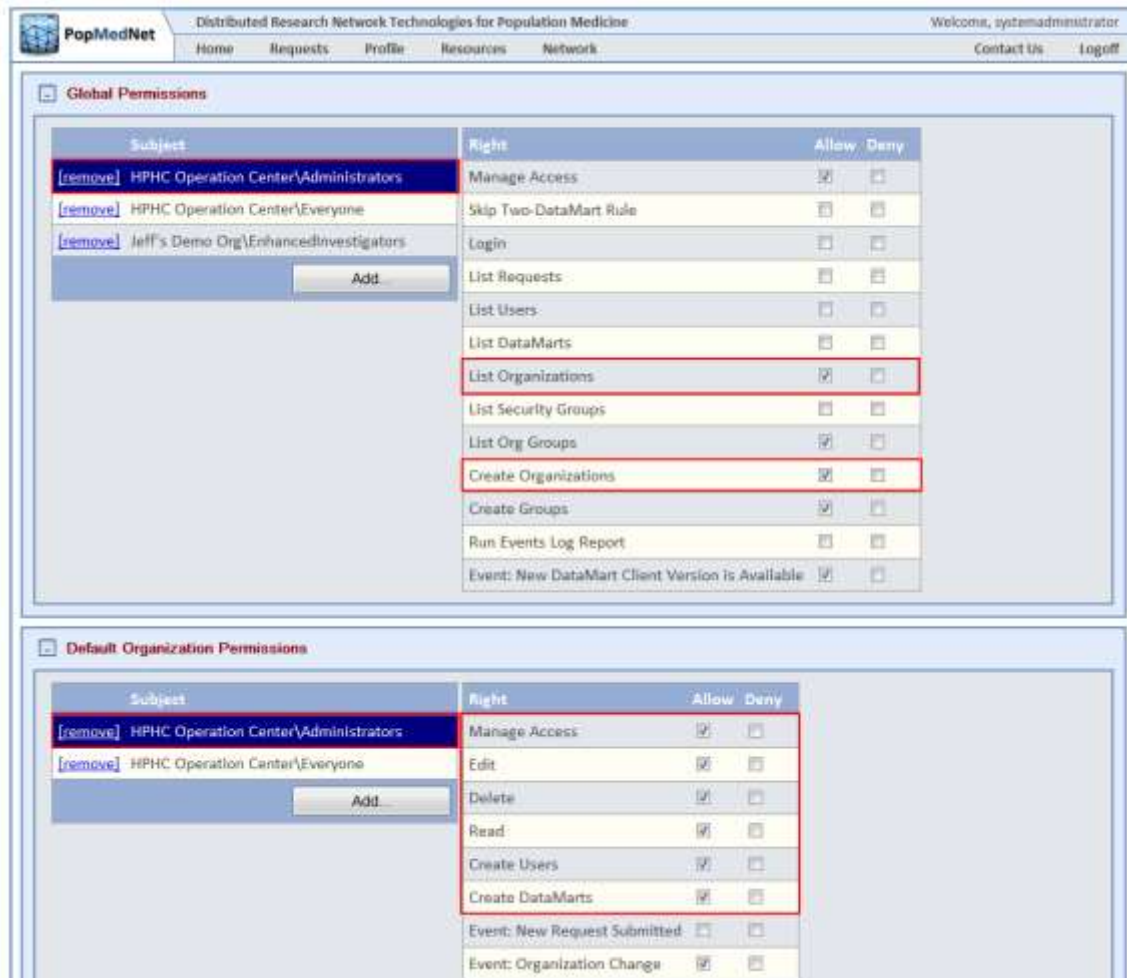 PopMedNet
Distributed Research Network Technologies for Population Medicine
Welcome, systemadministrator
Home Requests Profile Resources Network Contact Us Logoff
Global Permissions
Subject
[remove] HPHC Operation Center\Administrators
[remove] HPHC Operation Center\Everyone
[remove] Jeff's Demo Org\EnhancedInvestigators
Add...
Right Allow Deny
Manage Access
Skip Two-DataMart Rule
Login
List Requests
List Users
List DataMarts
List Organizations
List Security Groups
List Org Groups
Create Organizations
Create Groups
Run Events Log Report
Event: New DataMart Client Version is Available
Default Organization Permissions
Subject
[remove] HPHC Operation Center\Administrators
[remove] HPHC Operation Center\Everyone
Add...
Right Allow Deny
Manage Access
Edit
Delete
Read
Create Users
Create DataMarts
Event: New Request Submitted
Event: Organization Change